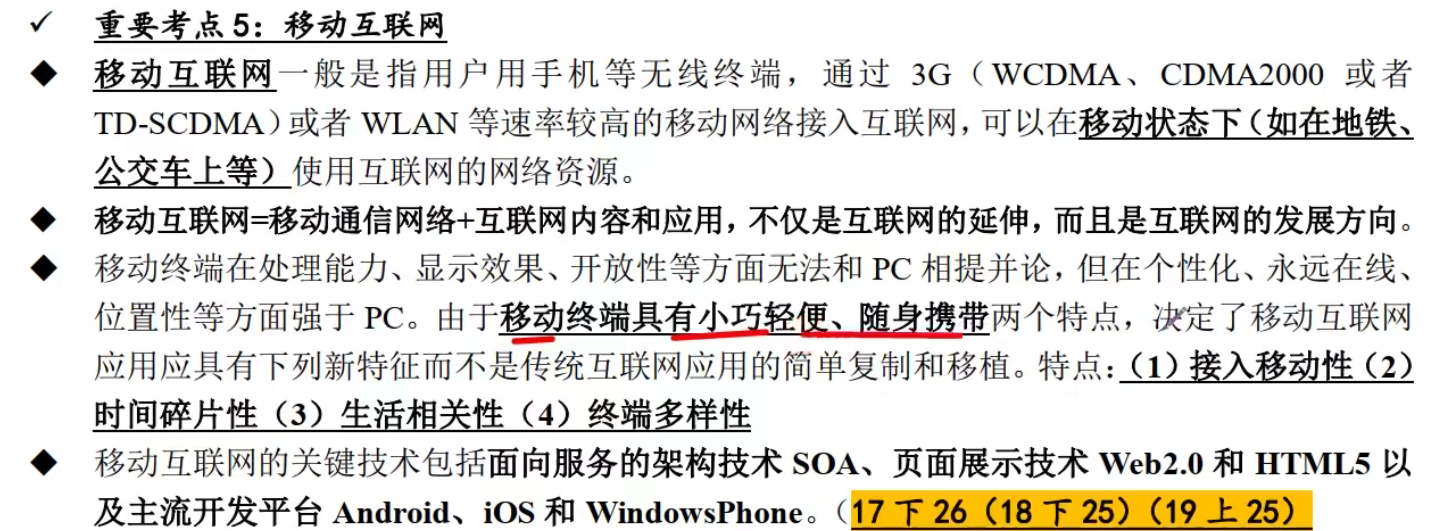 ✓ 重要考点 5：移动互联网
◆ 移动互联网一般是指用户用手机等无线终端，通过 3G（WCDMA、CDMA2000 或者
TD-SCDMA）或者 WLAN 等速率较高的移动网络接入互联网，可以在移动状态下（如在地铁、
公交车上等）使用互联网的网络资源。
◆ 移动互联网=移动通信网络+互联网内容和应用，不仅是互联网的延伸，而且是互联网的发展方向。
◆ 移动终端在处理能力、显示效果、开放性等方面无法和 PC 相提并论，但在个性化、永远在线、
位置性等方面强于 PC。由于移动终端具有小巧轻便、随身携带两个特点，决定了移动互联网
应用应具有下列新特征而不是传统互联网应用的简单复制和移植。特点：（1）接入移动性（2）
时间碎片性（3）生活相关性（4）终端多样性
◆ 移动互联网的关键技术包括面向服务的架构技术 SOA、页面展示技术 Web2.0 和 HTML5 以
及主流开发平台 Android、iOS 和 WindowsPhone。（17 下 26（18 下 25）（19 上 25）